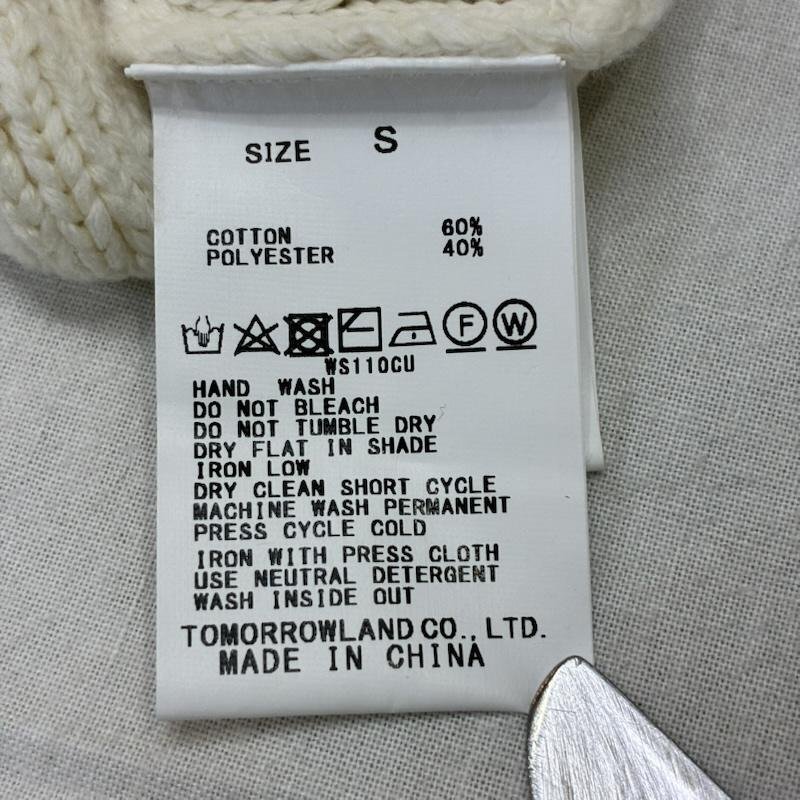 SIZE S
COTTON 60%
POLYESTER 40%
F W
WS110CU
HAND WASH
DO NOT BLEACH
DO NOT TUMBLE DRY
DRY FLAT IN SHADE
IRON LOW
DRY CLEAN SHORT CYCLE
MACHINE WASH PERMANENT
PRESS CYCLE COLD
IRON WITH PRESS CLOTH
USE NEUTRAL DETERGENT
WASH INSIDE OUT
TOMORROWLAND CO., LTD.
MADE IN CHINA